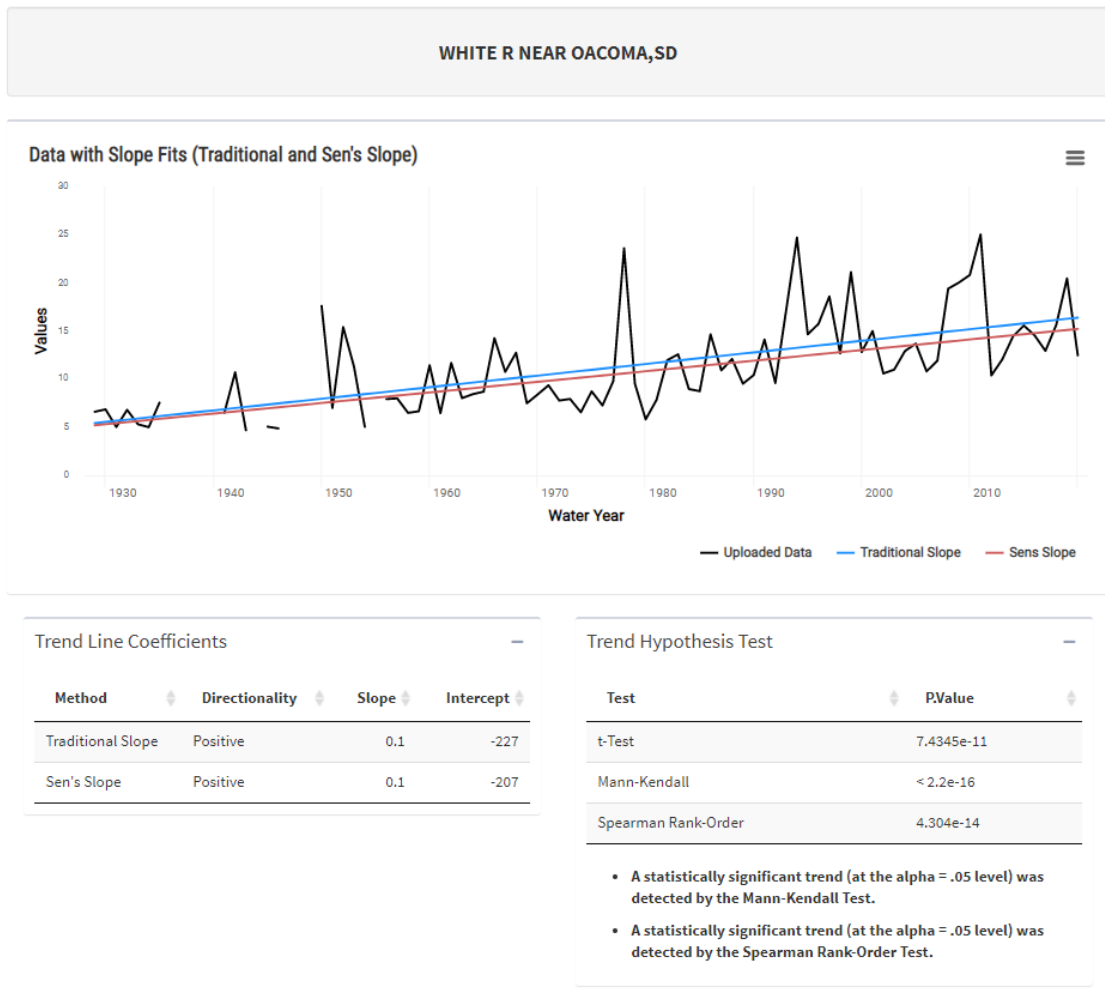 WHITE R NEAR OACOMA,SD
Data with Slope Fits (Traditional and Sen's Slope)
30
25
20
15
10
5
0
Values
1930 1940 1950 1960 1970 1980 1990 2000 2010
Water Year
Uploaded Data Traditional Slope Sens Slope
Trend Line Coefficients
Method Directionality Slope Intercept
Traditional Slope Positive 0.1 -227
Sen's Slope Positive 0.1 -207
Trend Hypothesis Test
Test P.Value
t-Test 7.4345e-11
Mann-Kendall < 2.2e-16
Spearman Rank-Order 4.304e-14
• A statistically significant trend (at the alpha = .05 level) was
detected by the Mann-Kendall Test.
• A statistically significant trend (at the alpha = .05 level) was
detected by the Spearman Rank-Order Test.